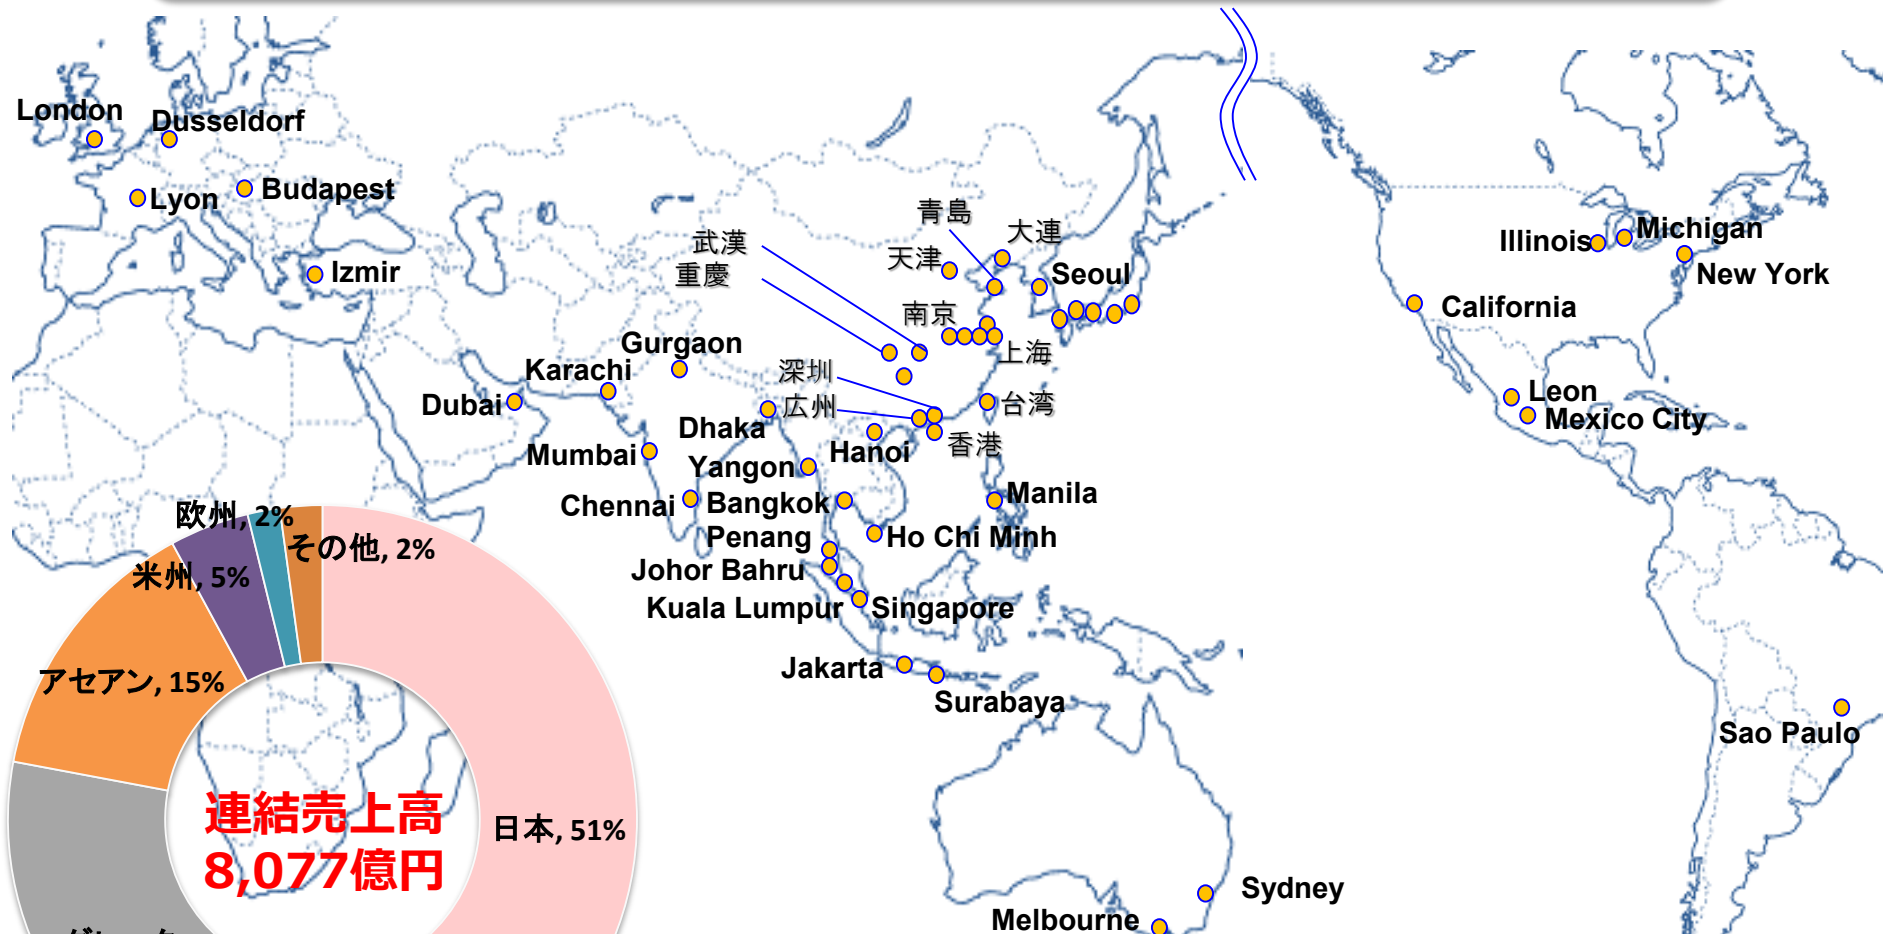 London
Dusseldorf
Lyon
Budapest
Izmir
青島
大連
武漢
天津
重慶
Seoul
南京
上海
Gurgaon
Karachi
深圳
Dubai
広州
台湾
Dhaka
Hanoi
香港
Mumbai
Yangon
Chennai
Bangkok
Manila
Penang
Ho Chi Minh
Johor Bahru
Kuala Lumpur
Singapore
Jakarta
Surabaya
Sydney
Melbourne
Illinois
Michigan
New York
California
Leon
Mexico City
Sao Paulo
欧州, 2%
その他, 2%
米州, 5%
アセアン, 15%
日本, 51%
連結売上高
8,077億円